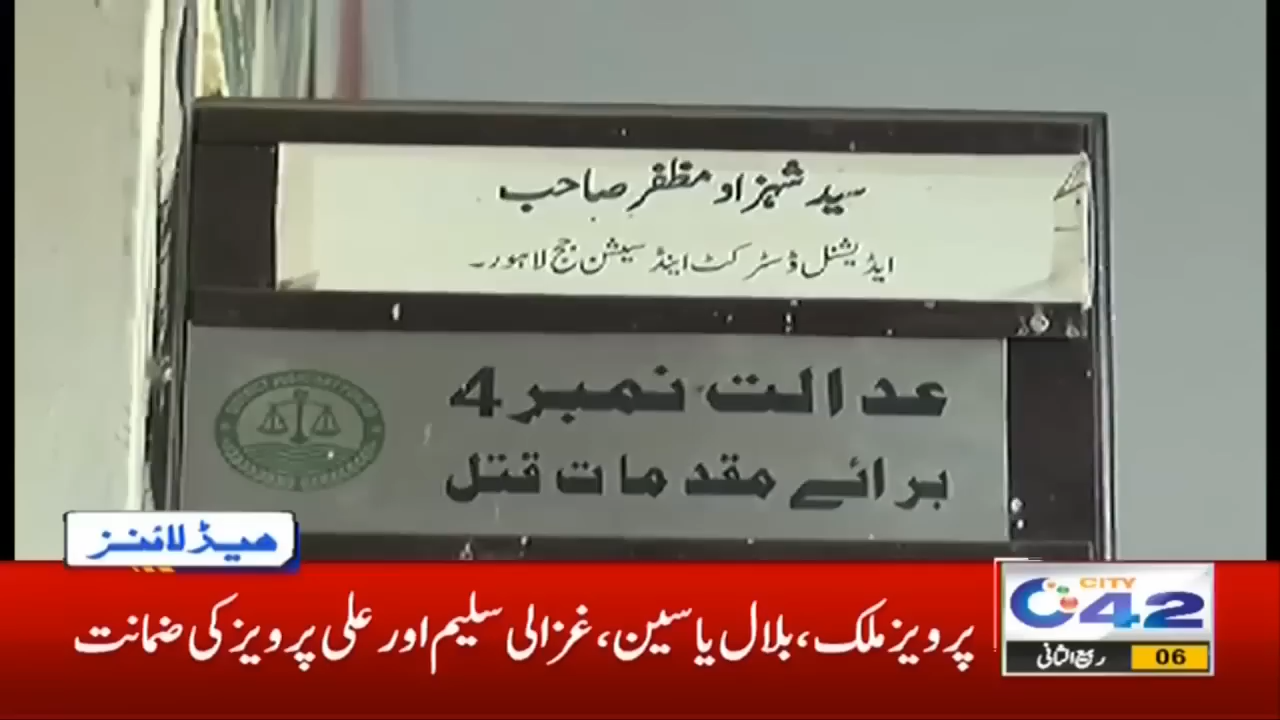 سید شہزاد مظفر صاحب
ایڈیشنل ڈسٹرکٹ اینڈ سیشن جج لاہور۔
عدالت نمبر 4
برائے مقدمات قتل
ہیڈ لائنز
پرویز ملک، بلال یاسین، غزالی سلیم اور علی پرویز کی ضمانت
CITY
42
06 ربیع الثانی